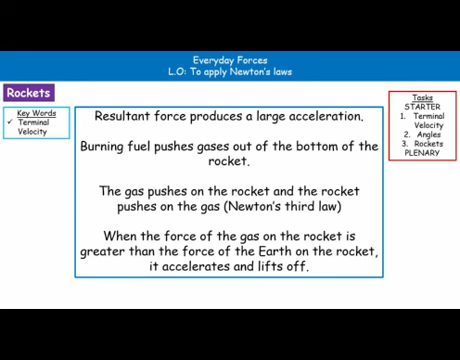 Everyday Forces
L.O: To apply Newton's laws
Rockets
Key Words
✓ Terminal
Velocity
Resultant force produces a large acceleration.
Burning fuel pushes gases out of the bottom of the
rocket.
The gas pushes on the rocket and the rocket
pushes on the gas (Newton's third law)
When the force of the gas on the rocket is
greater than the force of the Earth on the rocket,
it accelerates and lifts off.
Tasks
STARTER
1. Terminal
Velocity
2. Angles
3. Rockets
PLENARY